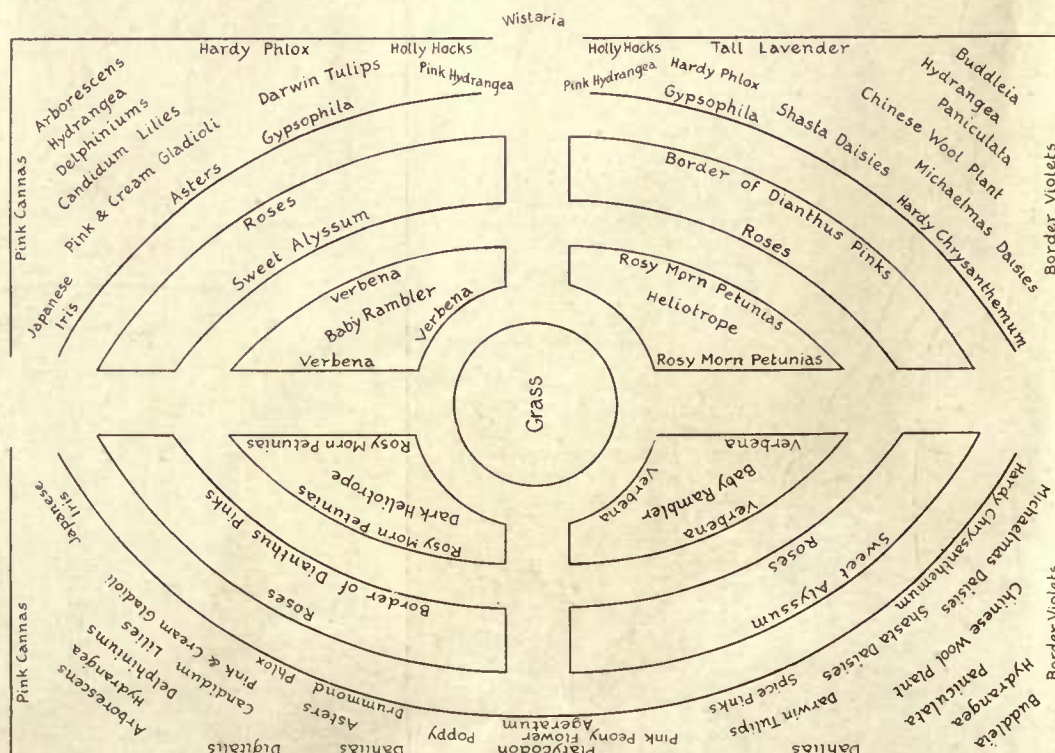 Wistaria
Hardy Phlox
Holly Hocks
Holly Hocks
Tall Lavender
Arborescens
Hydrangea
Delphiniums
Candidum Lilies
Pink & Cream Gladioli
Darwin Tulips
Pink Hydrangea
Pink Hydrangea
Hardy Phlox
Buddleia
Hydrangea
Paniculata
Chinese Wool Plant
Michaelmas Daisies
Hardy Chrysanthemum
Pink Cannas
Asters
Gypsophila
Gypsophila
Shasta Daisies
Border Violets
Japanese
Iris
Roses
Sweet Alyssum
Border of Dianthus Pinks
Roses
Verbena
Baby Rambler
Verbena
Verbena
Rosy Morn Petunias
Heliotrope
Rosy Morn Petunias
Grass
Rosy Morn Petunias
Dark Heliotrope
Rosy Morn Petunias
Verbena
Baby Rambler
Verbena
Verbena
Border of Dianthus Pinks
Roses
Roses
Sweet Alyssum
Japanese
Iris
Pink Cannas
Arborescens
Hydrangea
Delphiniums
Candidum Lilies
Pink & Cream Gladioli
Drummond Phlox
Asters
Poppy
Ageratum
Pink Peony Flower
Platycodon
Spice Pinks
Darwin Tulips
Shasta Daisies
Hardy Chrysanthemum
Michaelmas Daisies
Chinese Wool Plant
Paniculata
Hydrangea
Buddleia
Border Violets
Digitalis
Dahlias
Dahlias